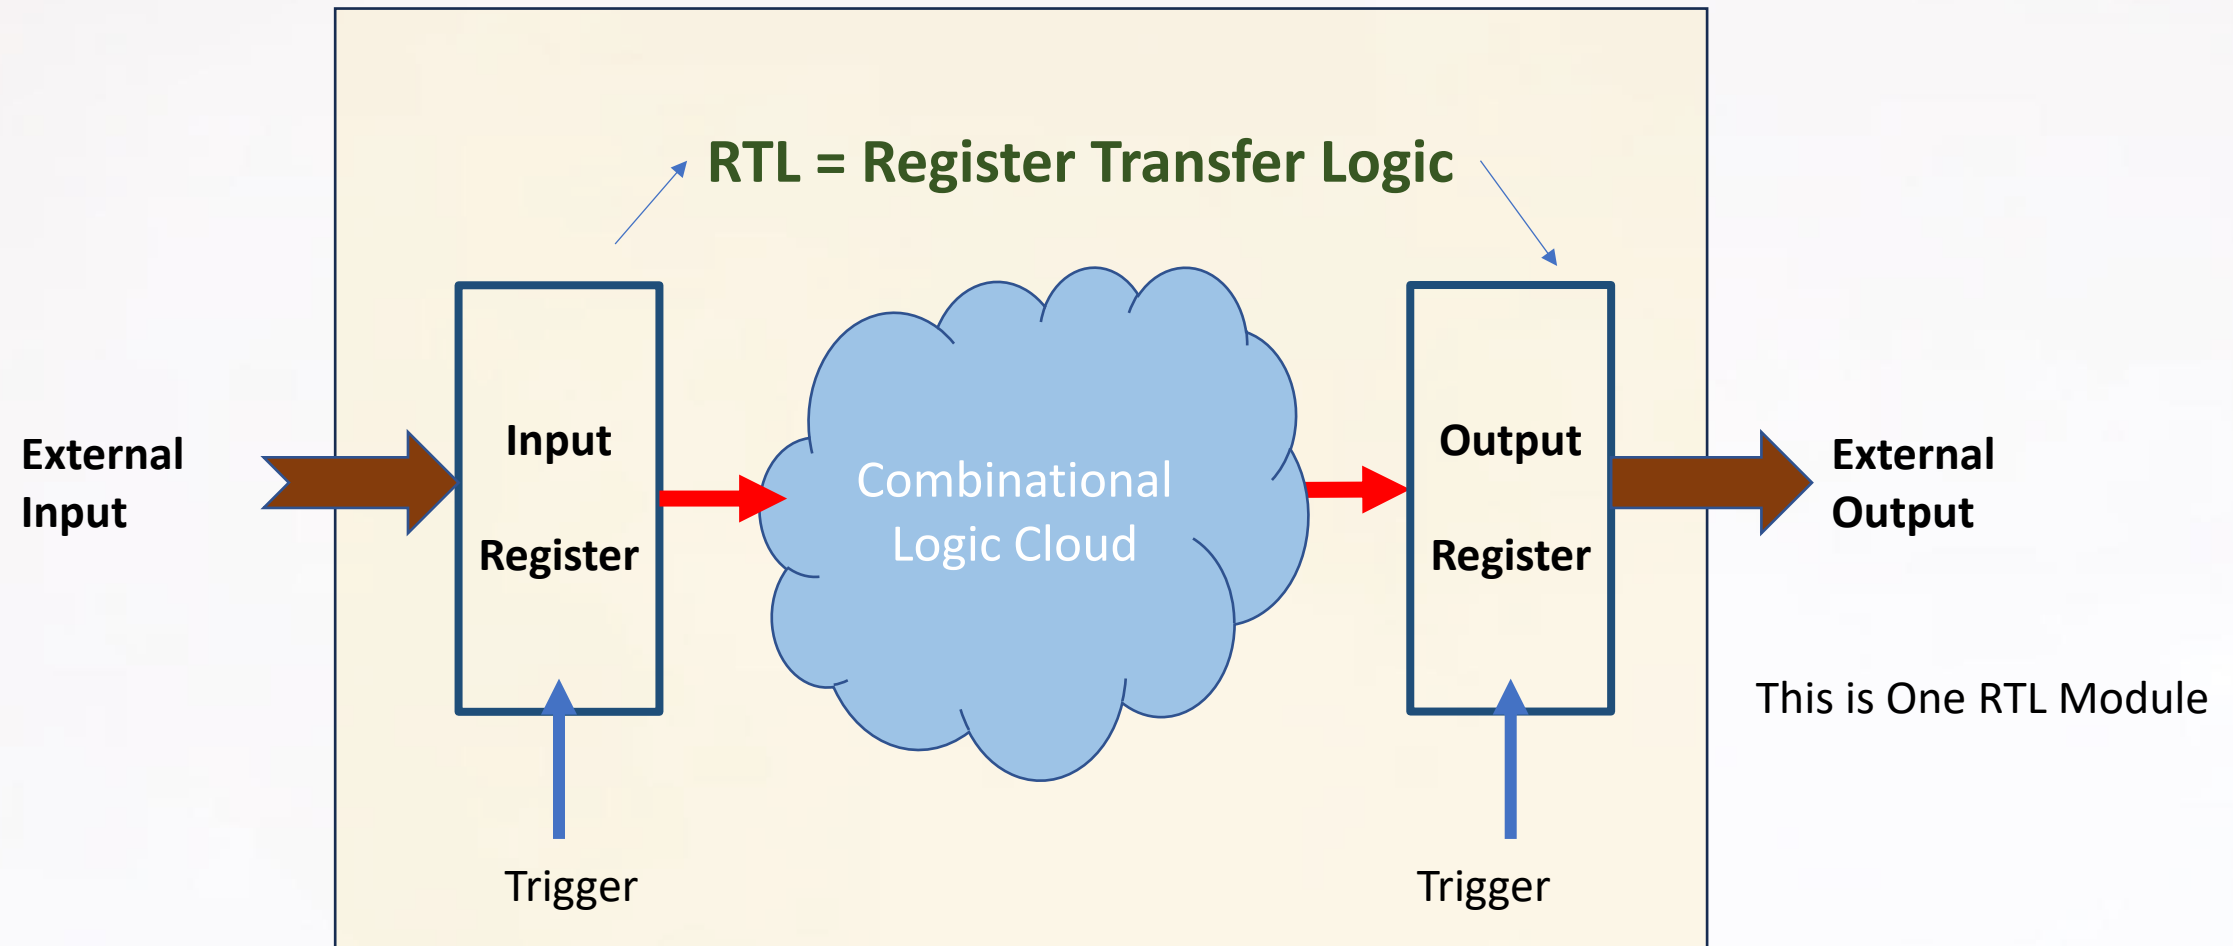 RTL = Register Transfer Logic
External
Input
Input
Register
Combinational
Logic Cloud
Output
Register
External
Output
This is One RTL Module
Trigger
Trigger